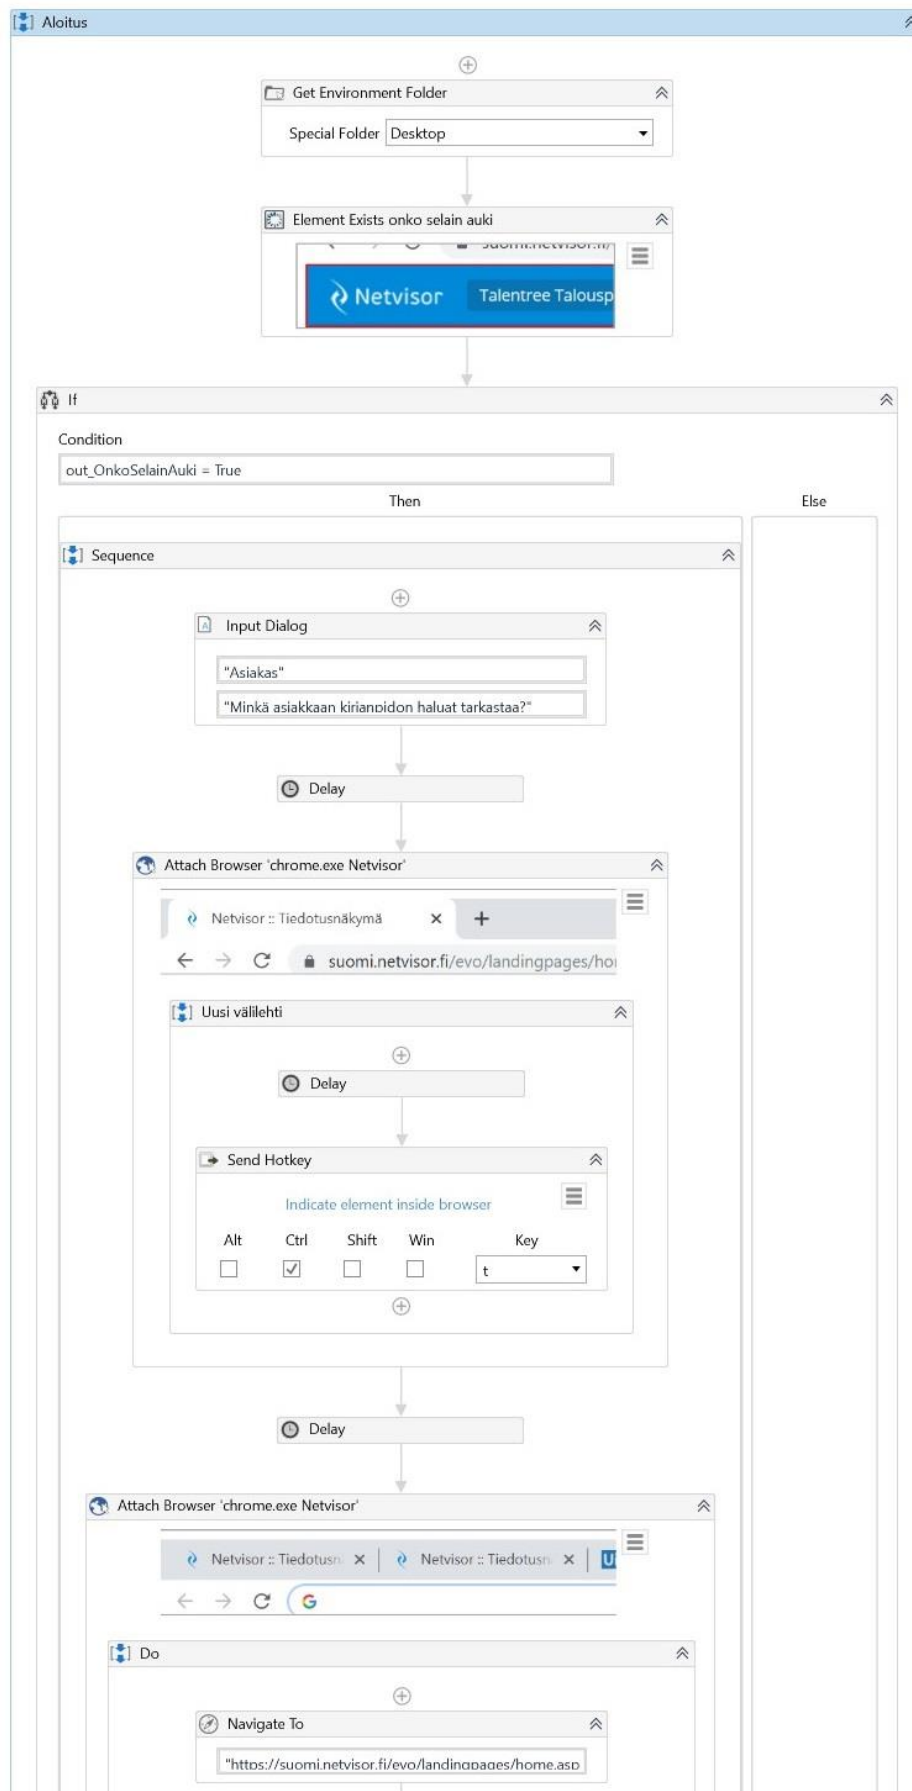 Aloitus
Get Environment Folder
Special Folder Desktop
Element Exists onko selain auki
suomi.netvisor.fi/
Netvisor Talentree Talousp
If
Condition
out_OnkoSelainAuki = True
Then Else
Sequence
Input Dialog
"Asiakas"
"Minkä asiakkaan kirjanpidon haluat tarkastaa?"
Delay
Attach Browser 'chrome.exe Netvisor'
Netvisor :: Tiedotusnäkymä
suomi.netvisor.fi/evo/landingpages/ho
Uusi välilehti
Delay
Send Hotkey
Indicate element inside browser
Alt Ctrl Shift Win Key
t
Delay
Attach Browser 'chrome.exe Netvisor'
Netvisor :: Tiedotusn Netvisor :: Tiedotusn U
G
Do
Navigate To
"https://suomi.netvisor.fi/evo/landingpages/home.asp